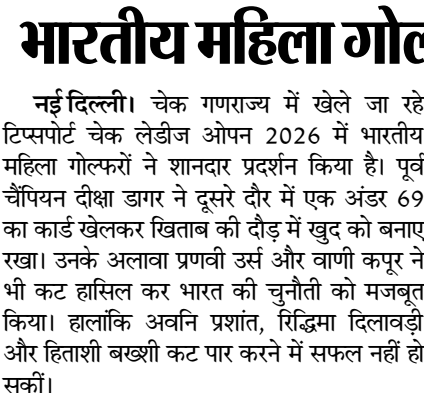 भारतीय महिला गोल
नई दिल्ली। चेक गणराज्य में खेले जा रहे
टिप्सपोर्ट चेक लेडीज ओपन 2026 में भारतीय
महिला गोल्फरों ने शानदार प्रदर्शन किया है। पूर्व
चैंपियन दीक्षा डागर ने दूसरे दौर में एक अंडर 69
का कार्ड खेलकर खिताब की दौड़ में खुद को बनाए
रखा। उनके अलावा प्रणवी उर्स और वाणी कपूर ने
भी कट हासिल कर भारत की चुनौती को मजबूत
किया। हालांकि अवनि प्रशांत, रिद्धिमा दिलावड़ी
और हिताशी बख्शी कट पार करने में सफल नहीं हो
सकीं।